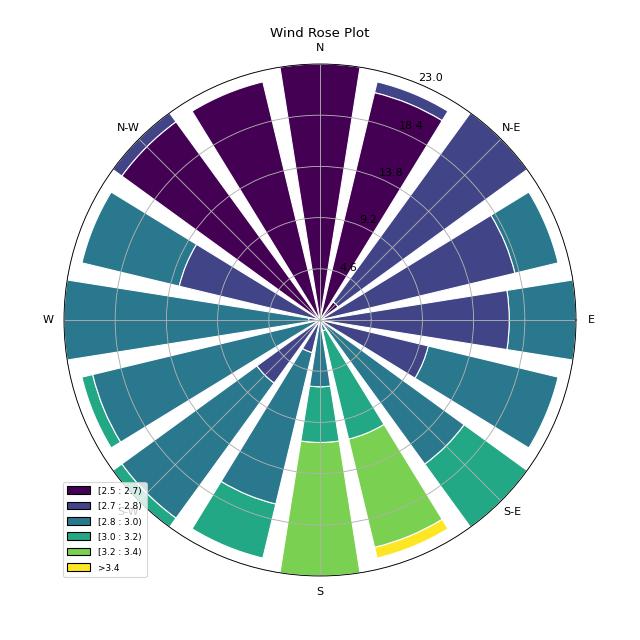 Wind Rose Plot
N
23.0
N-W
18.4
N-E
13.8
9.2
4.6
W
E
[2.5 : 2.7)
[2.7 : 2.8)
[2.8 : 3.0)
[3.0 : 3.2)
[3.2 : 3.4)
>3.4
S-W
S-E
S